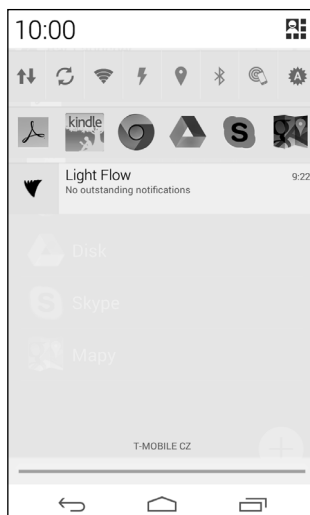 10:00
kindle
Light Flow
9:22
No outstanding notifications
Disk
Skype
Mapy
T-MOBILE CZ